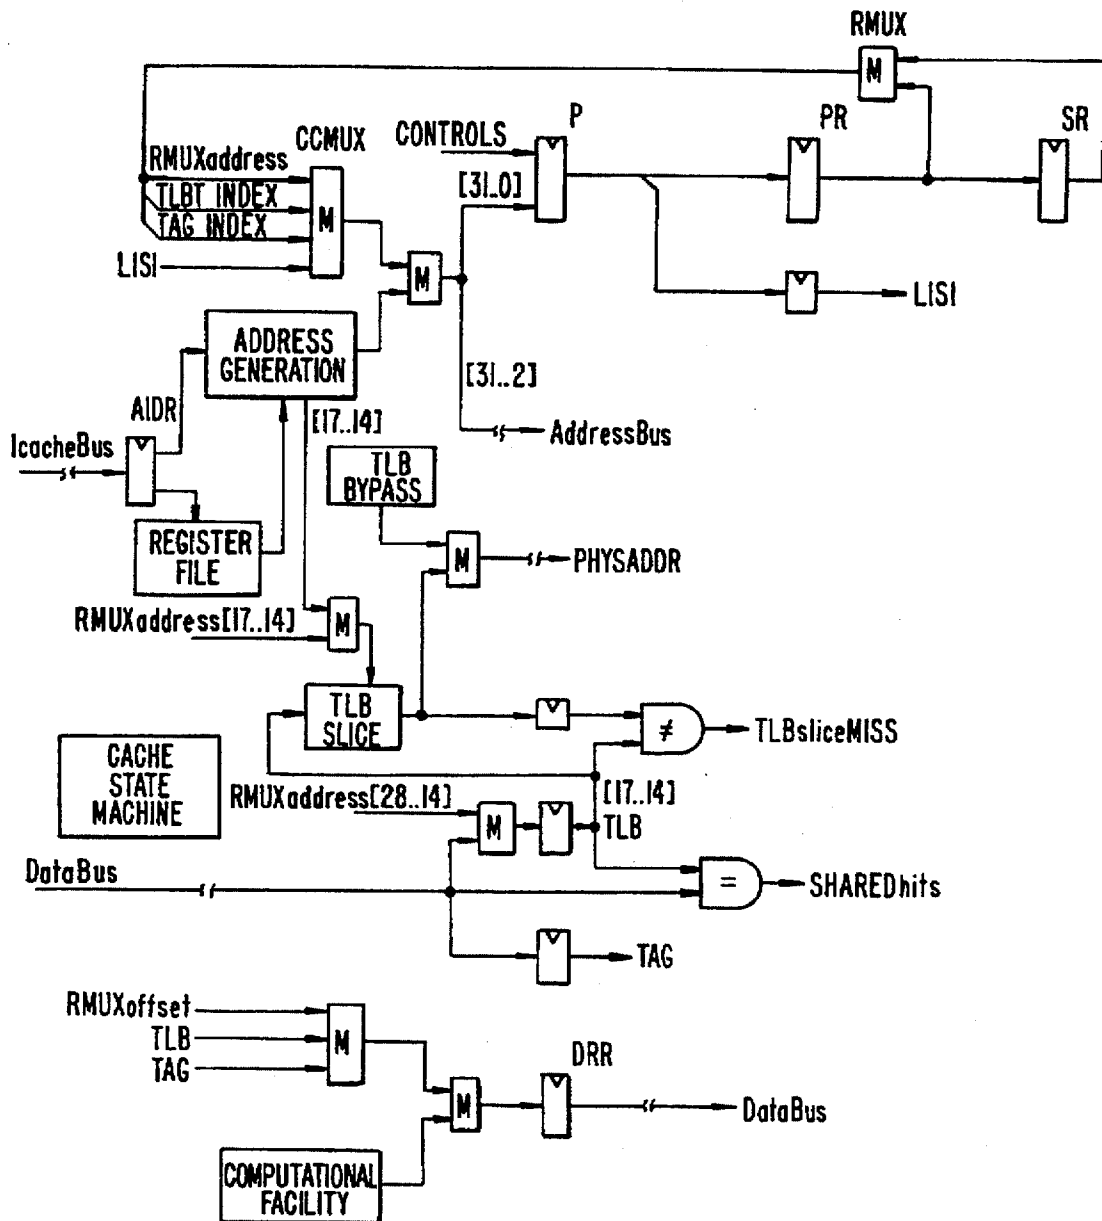 RMUX
M
P
PR
SR
CCMUX
CONTROLS
RMUXaddress
TLBT INDEX
TAG INDEX
LISI
M
[31..0]
M
LISI
ADDRESS
GENERATION
[31..2]
AIDR
[17..14]
IcacheBus
AddressBus
TLB
BYPASS
REGISTER
FILE
M
PHYSADDR
RMUXaddress[17..14]
M
TLB
SLICE
≠
TLBsliceMISS
CACHE
STATE
MACHINE
RMUXaddress[28..14]
[17..14]
M
TLB
DataBus
=
SHAREDhits
TAG
RMUXoffset
TLB
TAG
M
DRR
M
DataBus
COMPUTATIONAL
FACILITY